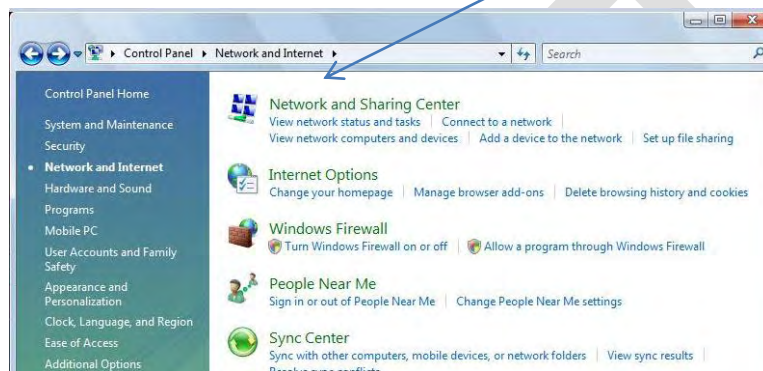 Control Panel ▸ Network and Internet ▸
Search
Control Panel Home
System and Maintenance
Security
Network and Internet
Hardware and Sound
Programs
Mobile PC
User Accounts and Family
Safety
Appearance and
Personalization
Clock, Language, and Region
Ease of Access
Additional Options
Network and Sharing Center
View network status and tasks
Connect to a network
View network computers and devices
Add a device to the network
Set up file sharing
Internet Options
Change your homepage
Manage browser add-ons
Delete browsing history and cookies
Windows Firewall
Turn Windows Firewall on or off
Allow a program through Windows Firewall
People Near Me
Sign in or out of People Near Me
Change People Near Me settings
Sync Center
Sync with other computers, mobile devices, or network folders
View sync results
Resolve sync conflicts